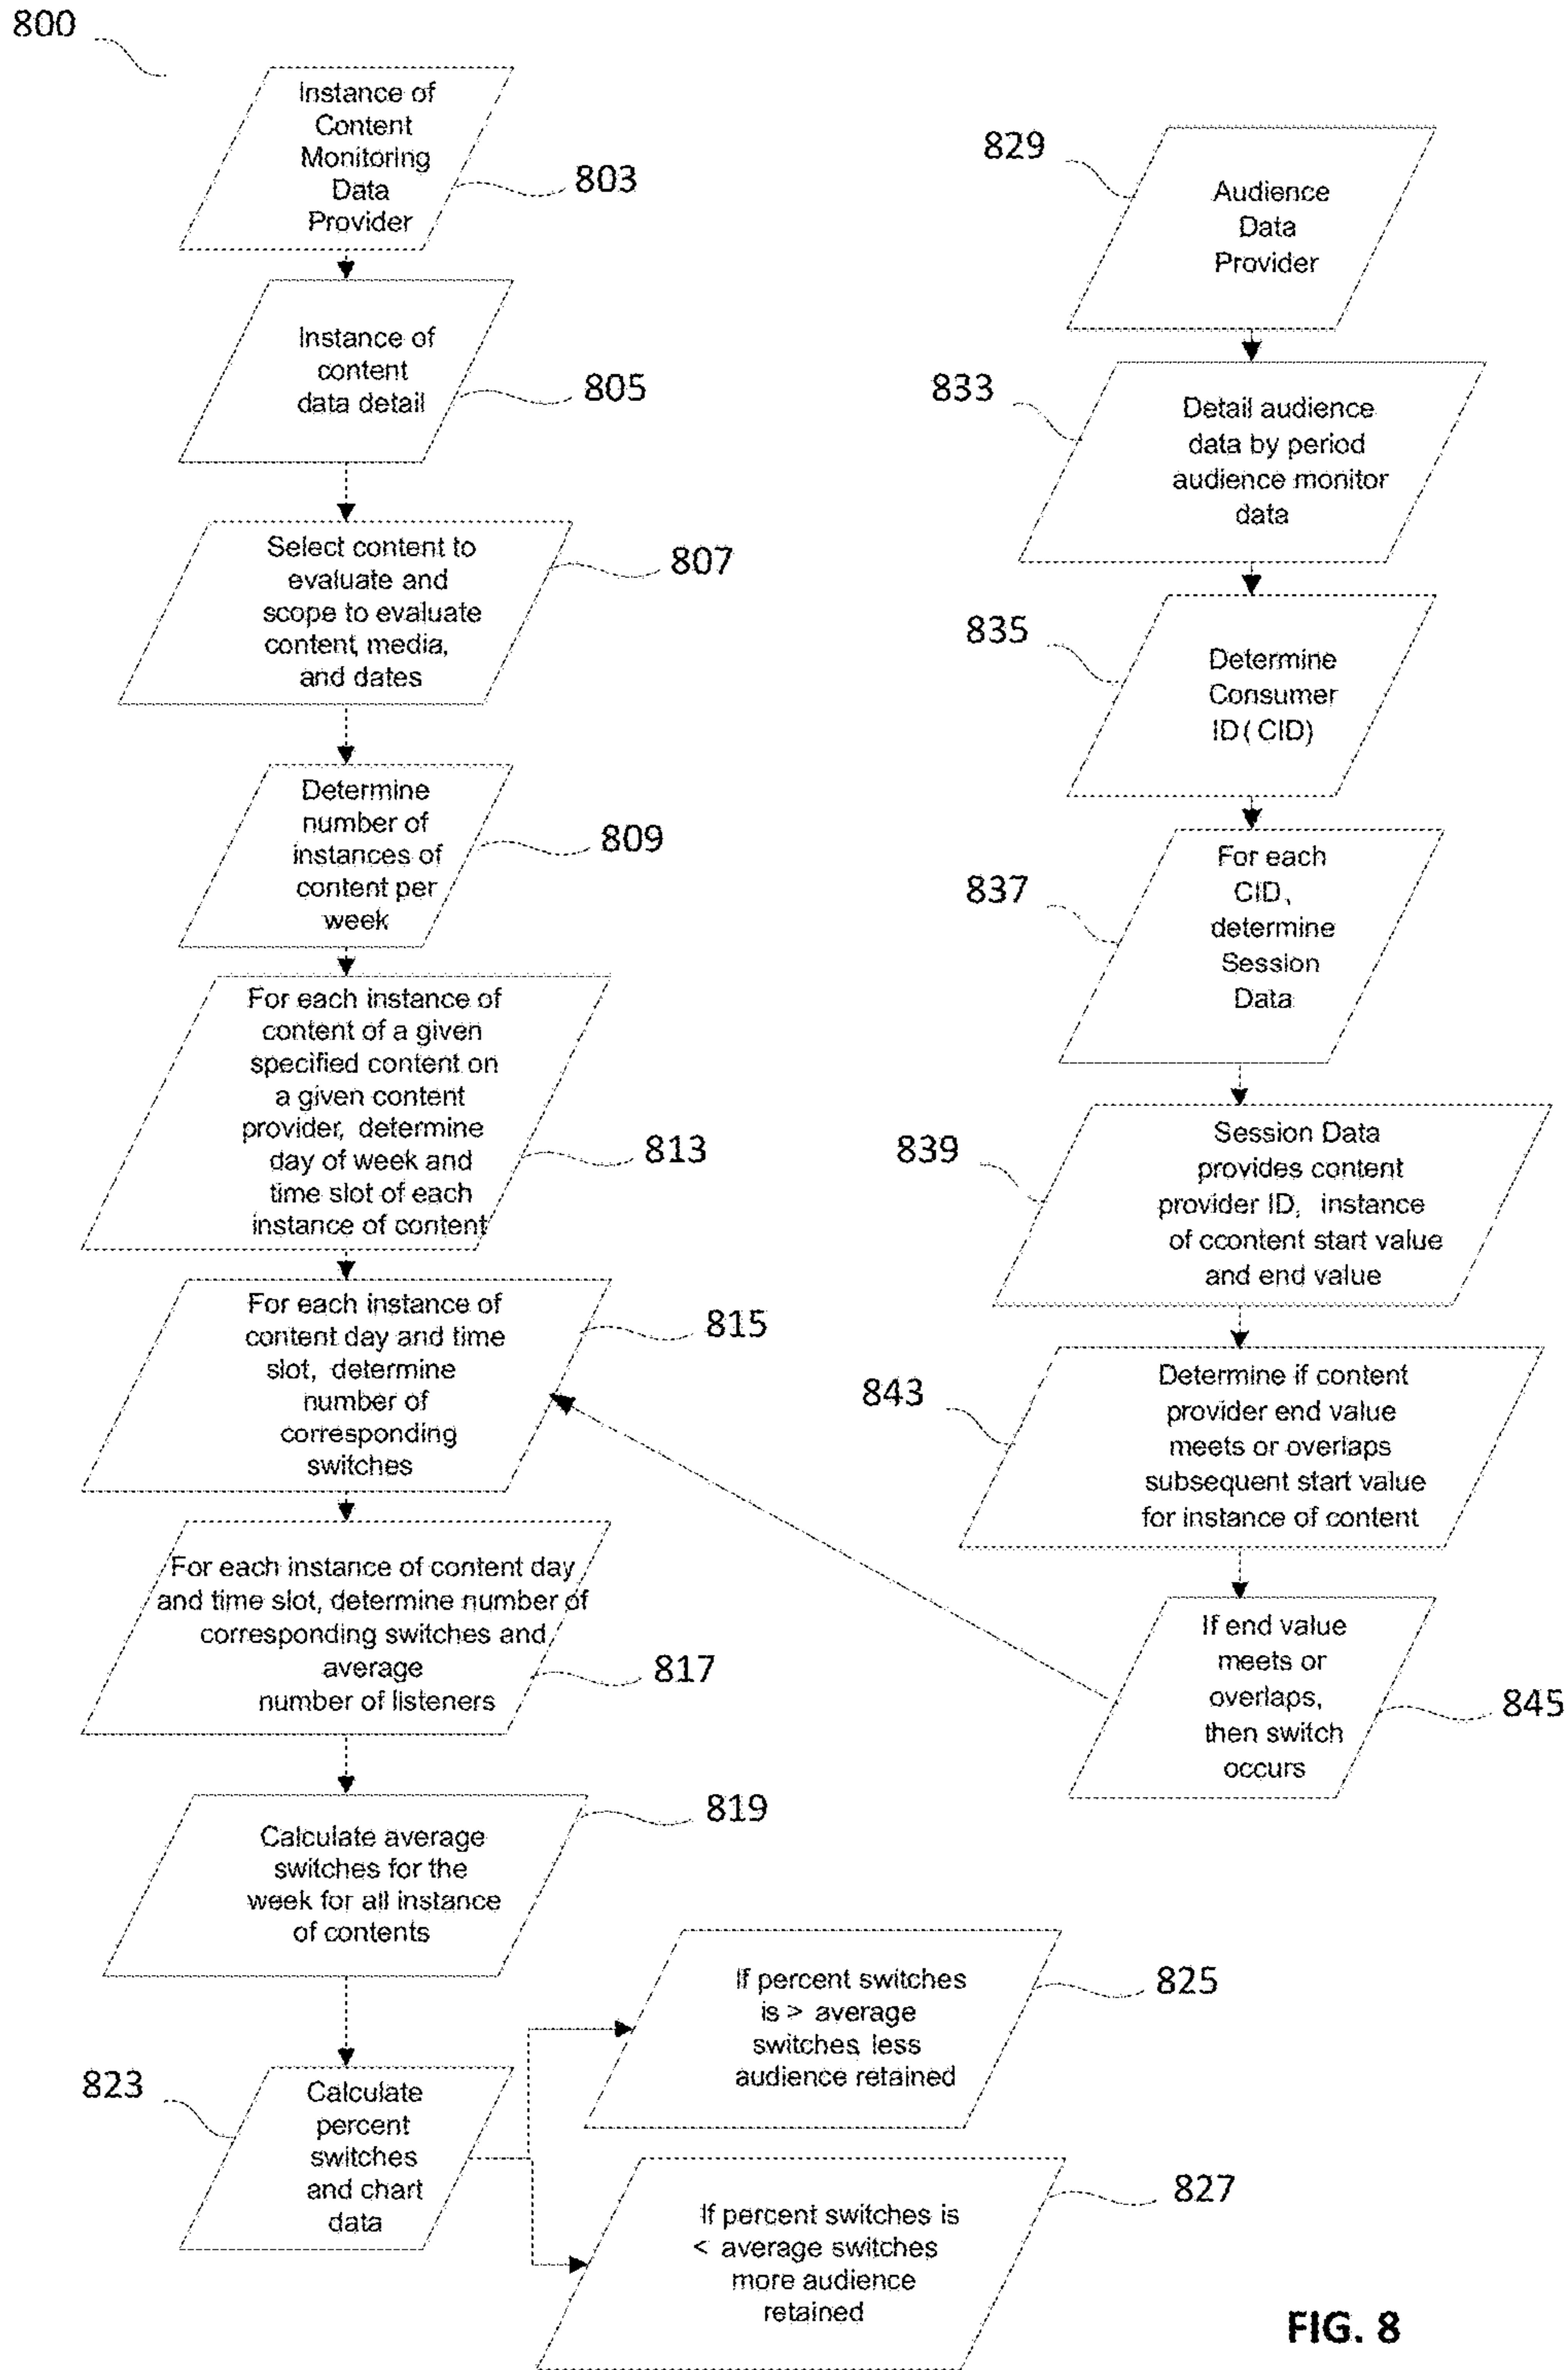 800
Instance of
Content
Monitoring
Data
Provider
803
Instance of
content
data detail
805
Select content to
evaluate and
scope to evaluate
content, media,
and dates
807
Determine
number of
instances of
content per
week
809
For each instance of
content of a given
specified content on
a given content
provider, determine
day of week and
time slot of each
instance of content
813
For each instance of
content day and time
slot, determine
number of
corresponding
switches
815
For each instance of content day
and time slot, determine number of
corresponding switches and
average
number of listeners
817
Calculate average
switches for the
week for all instance
of contents
819
823
Calculate
percent
switches
and chart
data
If percent switches
is > average
switches, less
audience retained
825
If percent switches is
< average switches
more audience
retained
827
829
Audience
Data
Provider
833
Detail audience
data by period
audience monitor
data
835
Determine
Consumer
ID( CID)
837
For each
CID,
determine
Session
Data
839
Session Data
provides content
provider ID, instance
of ccontent start value
and end value
843
Determine if content
provider end value
meets or overlaps
subsequent start value
for instance of content
If end value
meets or
overlaps,
then switch
occurs
845
FIG. 8